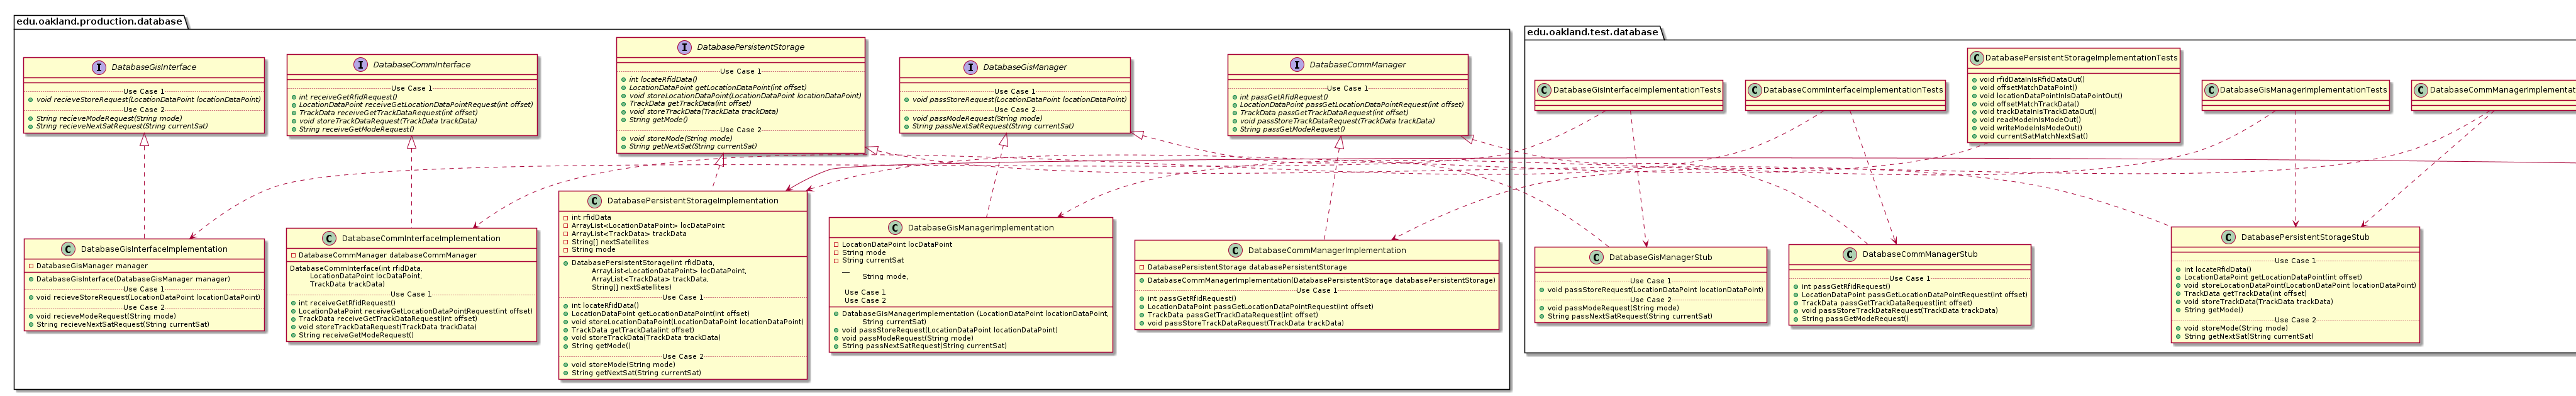 edu.oakland.production.database
I DatabaseGisInterface
Use Case 1
void recieveStoreRequest(LocationDataPoint locationDataPoint)
Use Case 2
String recieveModeRequest(String mode)
String recieveNextSatRequest(String currentSat)
I DatabaseCommInterface
Use Case 1
int receiveGetRfidRequest()
LocationDataPoint receiveGetLocationDataPointRequest(int offset)
TrackData receiveGetTrackDataRequest(int offset)
void storeTrackDataRequest(TrackData trackData)
String receiveGetModeRequest()
I DatabasePersistentStorage
Use Case 1
int locateRfidData()
LocationDataPoint getLocationDataPoint(int offset)
void storeLocationDataPoint(LocationDataPoint locationDataPoint)
TrackData getTrackData(int offset)
void storeTrackData(TrackData trackData)
String getMode()
Use Case 2
void storeMode(String mode)
String getNextSat(String currentSat)
I DatabaseGisManager
Use Case 1
void passStoreRequest(LocationDataPoint locationDataPoint)
Use Case 2
void passModeRequest(String mode)
String passNextSatRequest(String currentSat)
I DatabaseCommManager
Use Case 1
int passGetRfidRequest()
LocationDataPoint passGetLocationDataPointRequest(int offset)
TrackData passGetTrackDataRequest(int offset)
void passStoreTrackDataRequest(TrackData trackData)
String passGetModeRequest()
C DatabaseGisInterfaceImplementation
DatabaseGisManager manager
DatabaseGisInterface(DatabaseGisManager manager)
Use Case 1
void recieveStoreRequest(LocationDataPoint locationDataPoint)
Use Case 2
void recieveModeRequest(String mode)
String recieveNextSatRequest(String currentSat)
C DatabaseCommInterfaceImplementation
DatabaseCommManager databaseCommManager
DatabaseCommInterface(int rfidData,
LocationDataPoint locDataPoint,
TrackData trackData)
Use Case 1
int receiveGetRfidRequest()
LocationDataPoint receiveGetLocationDataPointRequest(int offset)
TrackData receiveGetTrackDataRequest(int offset)
void storeTrackDataRequest(TrackData trackData)
String receiveGetModeRequest()
C DatabasePersistentStorageImplementation
int rfidData
ArrayList<LocationDataPoint> locDataPoint
ArrayList<TrackData> trackData
String[] nextSatellites
String mode
DatabasePersistentStorage(int rfidData,
ArrayList<LocationDataPoint> locDataPoint,
ArrayList<TrackData> trackData,
String[] nextSatellites)
Use Case 1
int locateRfidData()
LocationDataPoint getLocationDataPoint(int offset)
void storeLocationDataPoint(LocationDataPoint locationDataPoint)
TrackData getTrackData(int offset)
void storeTrackData(TrackData trackData)
String getMode()
Use Case 2
void storeMode(String mode)
String getNextSat(String currentSat)
C DatabaseGisManagerImplementation
LocationDataPoint locDataPoint
String mode
String currentSat
__
String mode,
Use Case 1
Use Case 2
DatabaseGisManagerImplementation (LocationDataPoint locationDataPoint,
String currentSat)
void passStoreRequest(LocationDataPoint locationDataPoint)
void passModeRequest(String mode)
String passNextSatRequest(String currentSat)
C DatabaseCommManagerImplementation
DatabasePersistentStorage databasePersistentStorage
DatabaseCommManagerImplementation(DatabasePersistentStorage databasePersistentStorage)
Use Case 1
int passGetRfidRequest()
LocationDataPoint passGetLocationDataPointRequest(int offset)
TrackData passGetTrackDataRequest(int offset)
void passStoreTrackDataRequest(TrackData trackData)
edu.oakland.test.database
C DatabaseGisInterfaceImplementationTests
C DatabaseCommInterfaceImplementationTests
C DatabasePersistentStorageImplementationTests
void rfidDataInIsRfidDataOut()
void offsetMatchDataPoint()
void locationDataPointInIsDataPointOut()
void offsetMatchTrackData()
void trackDataInIsTrackDataOut()
void readModeInIsModeOut()
void writeModeInIsModeOut()
void currentSatMatchNextSat()
C DatabaseGisManagerImplementationTests
C DatabaseCommManagerImplementat
C DatabaseGisManagerStub
Use Case 1
void passStoreRequest(LocationDataPoint locationDataPoint)
Use Case 2
void passModeRequest(String mode)
String passNextSatRequest(String currentSat)
C DatabaseCommManagerStub
Use Case 1
int passGetRfidRequest()
LocationDataPoint passGetLocationDataPointRequest(int offset)
TrackData passGetTrackDataRequest(int offset)
void passStoreTrackDataRequest(TrackData trackData)
String passGetModeRequest()
C DatabasePersistentStorageStub
Use Case 1
int locateRfidData()
LocationDataPoint getLocationDataPoint(int offset)
void storeLocationDataPoint(LocationDataPoint locationDataPoint)
TrackData getTrackData(int offset)
void storeTrackData(TrackData trackData)
String getMode()
Use Case 2
void storeMode(String mode)
String getNextSat(String currentSat)